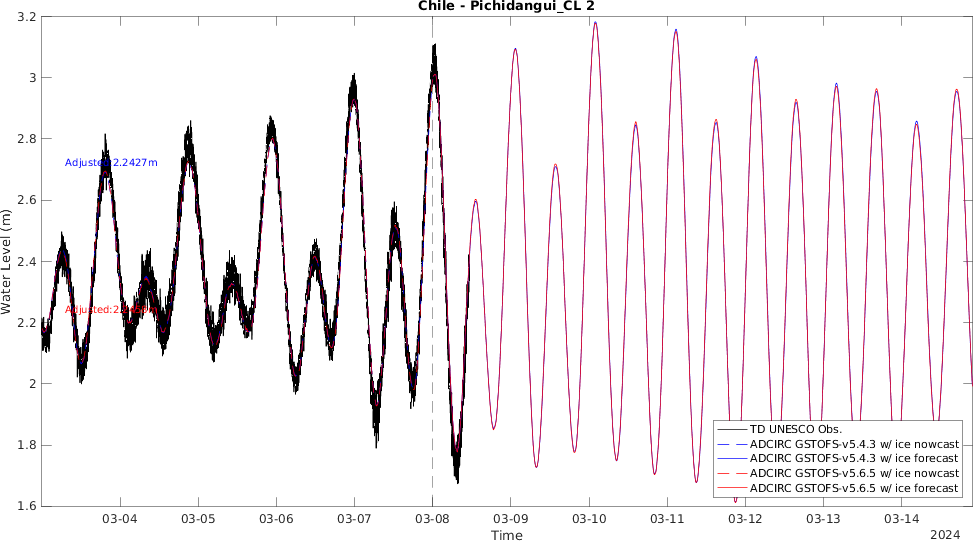 Chile - Pichidangui_CL 2
Water Level (m)
3.2
3
2.8
2.6
2.4
2.2
2
1.8
1.6
Adjusted:2.2427m
Adjusted:
TD UNESCO Obs.
ADCIRC GSTOFS-v5.4.3 w/ ice nowcast
ADCIRC GSTOFS-v5.4.3 w/ ice forecast
ADCIRC GSTOFS-v5.6.5 w/ ice nowcast
ADCIRC GSTOFS-v5.6.5 w/ ice forecast
03-04 03-05 03-06 03-07 03-08 03-09 03-10 03-11 03-12 03-13 03-14
Time
2024